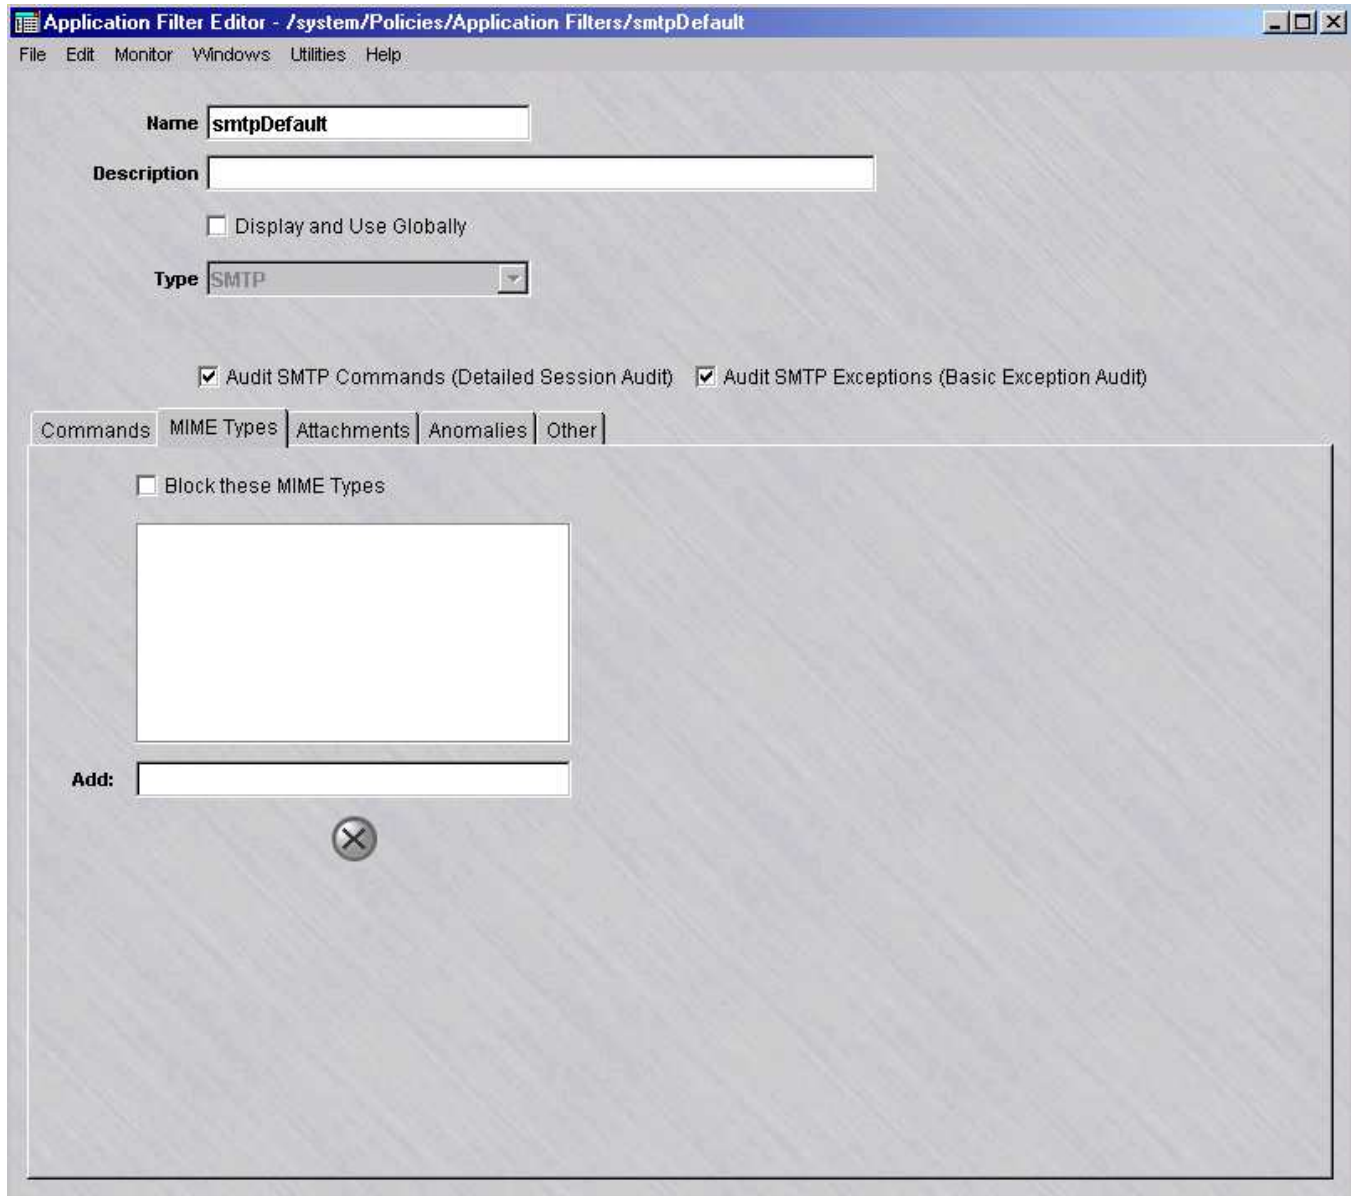 Application Filter Editor - /system/Policies/Application Filters/smtpDefault
File Edit Monitor Windows Utilities Help
Name smtpDefault
Description
Display and Use Globally
Type SMTP
Audit SMTP Commands (Detailed Session Audit) Audit SMTP Exceptions (Basic Exception Audit)
Commands MIME Types Attachments Anomalies Other
Block these MIME Types
Add: